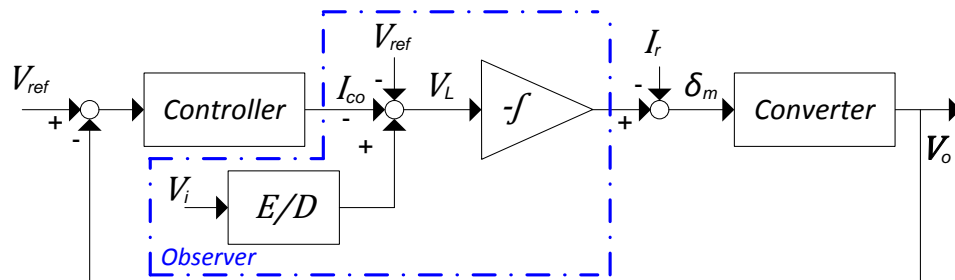 V_ref
+
-
Controller
I_co
-
V_ref
-
+
V_L
-∫
+
I_r
-
δ_m
Converter
V_o
V_i
E/D
Observer